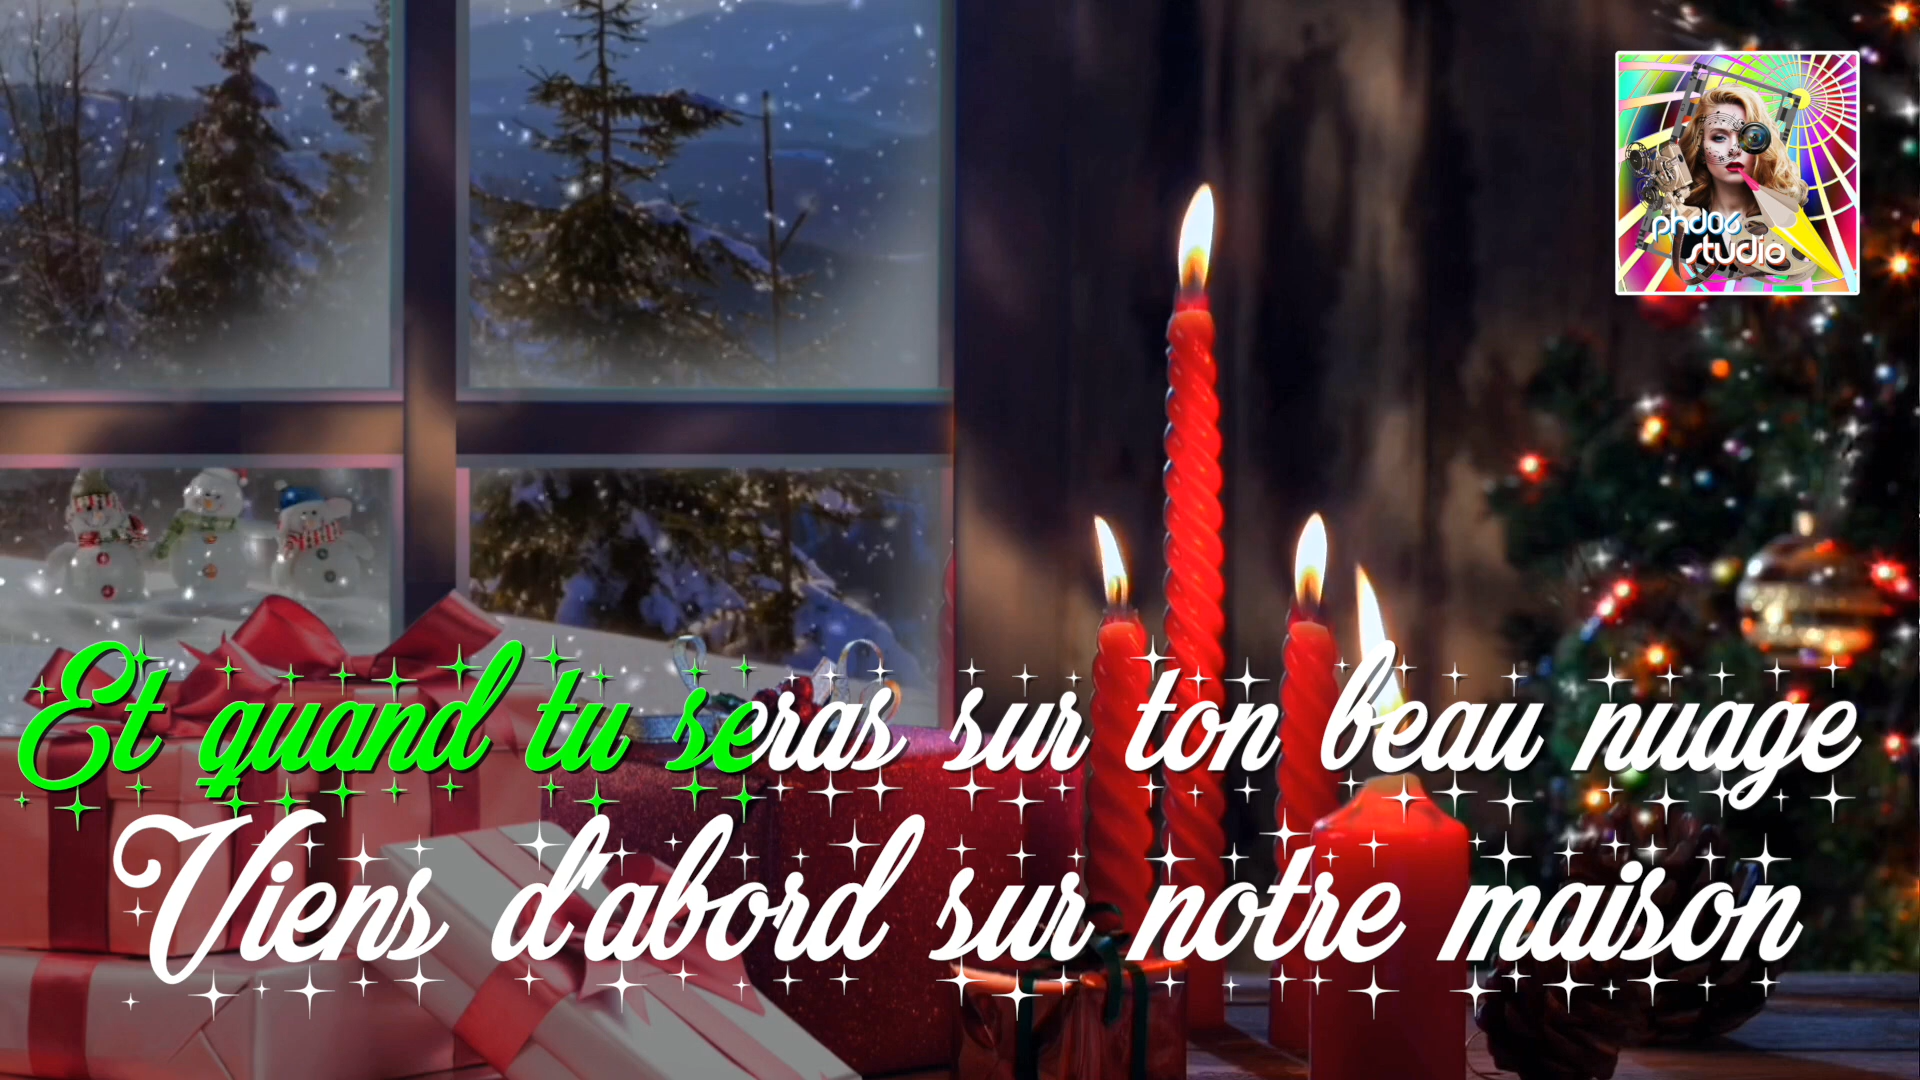 phd06
studio
Et quand tu seras sur ton beau nuage
Viens d'abord sur notre maison